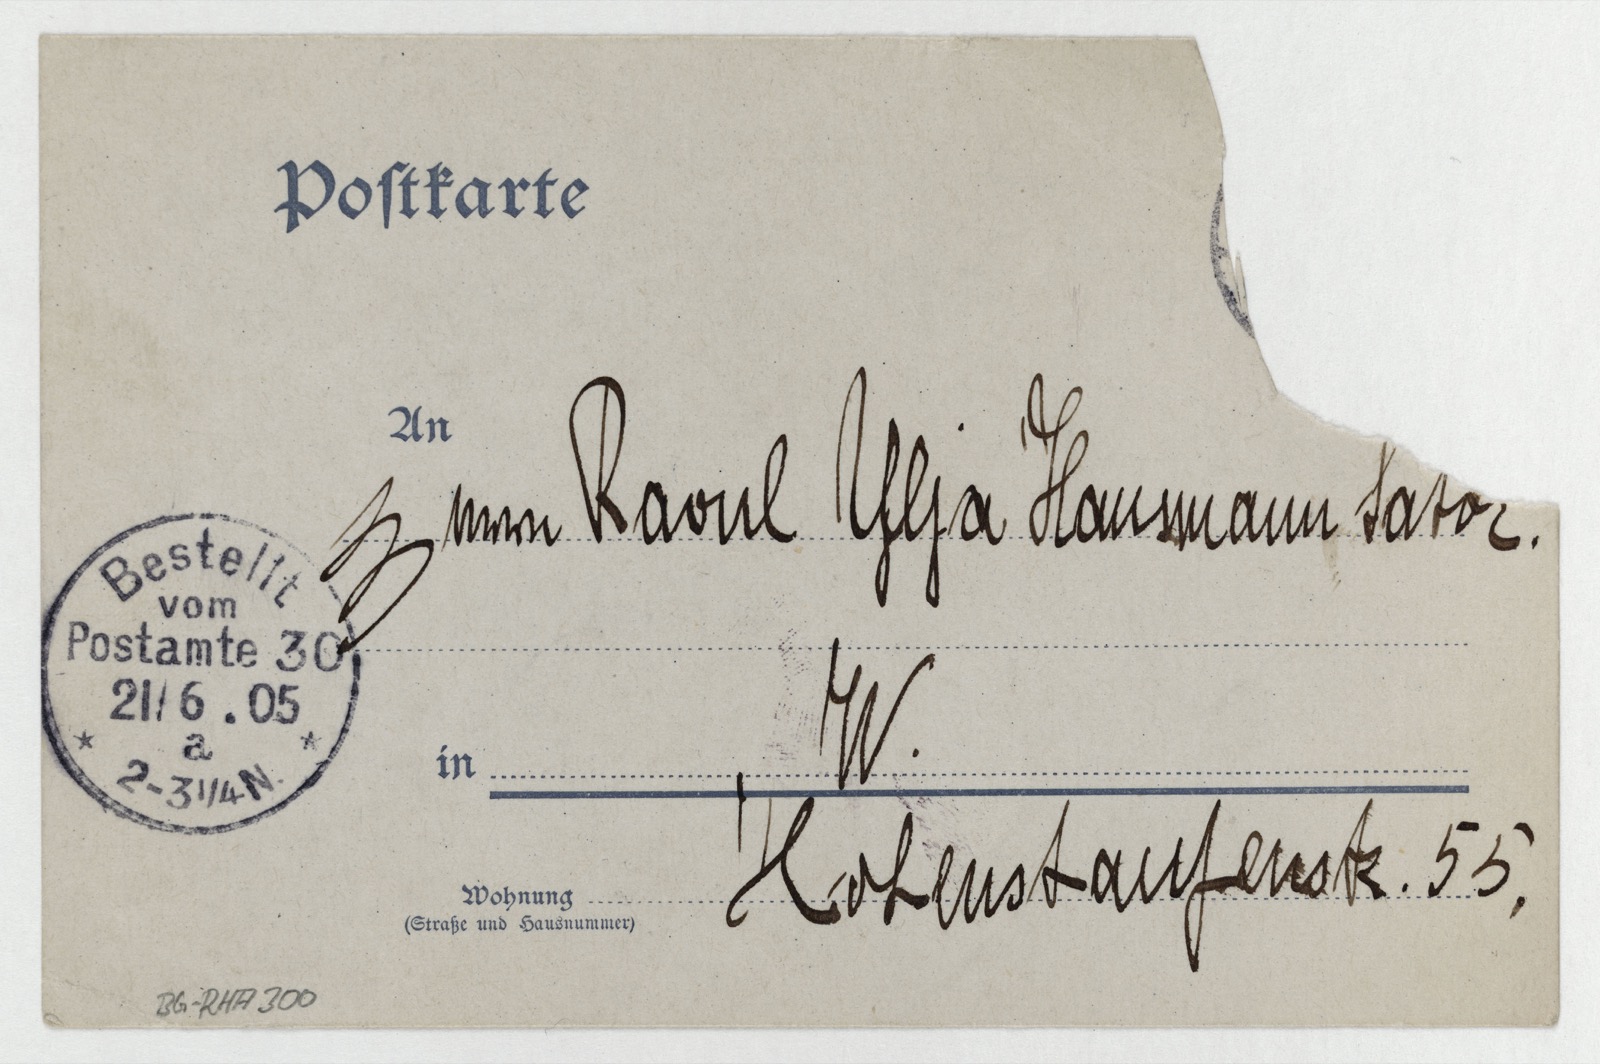 Postkarte
An
Herrn Raoul Hausmann Sator.
Bestellt
vom
Postamte 30
21/6 . 05
a
2-3 1/4 N.
W.
in
Hohenstaufenstr. 55.
Wohnung
(Straße und Hausnummer)
BG-RHA 300